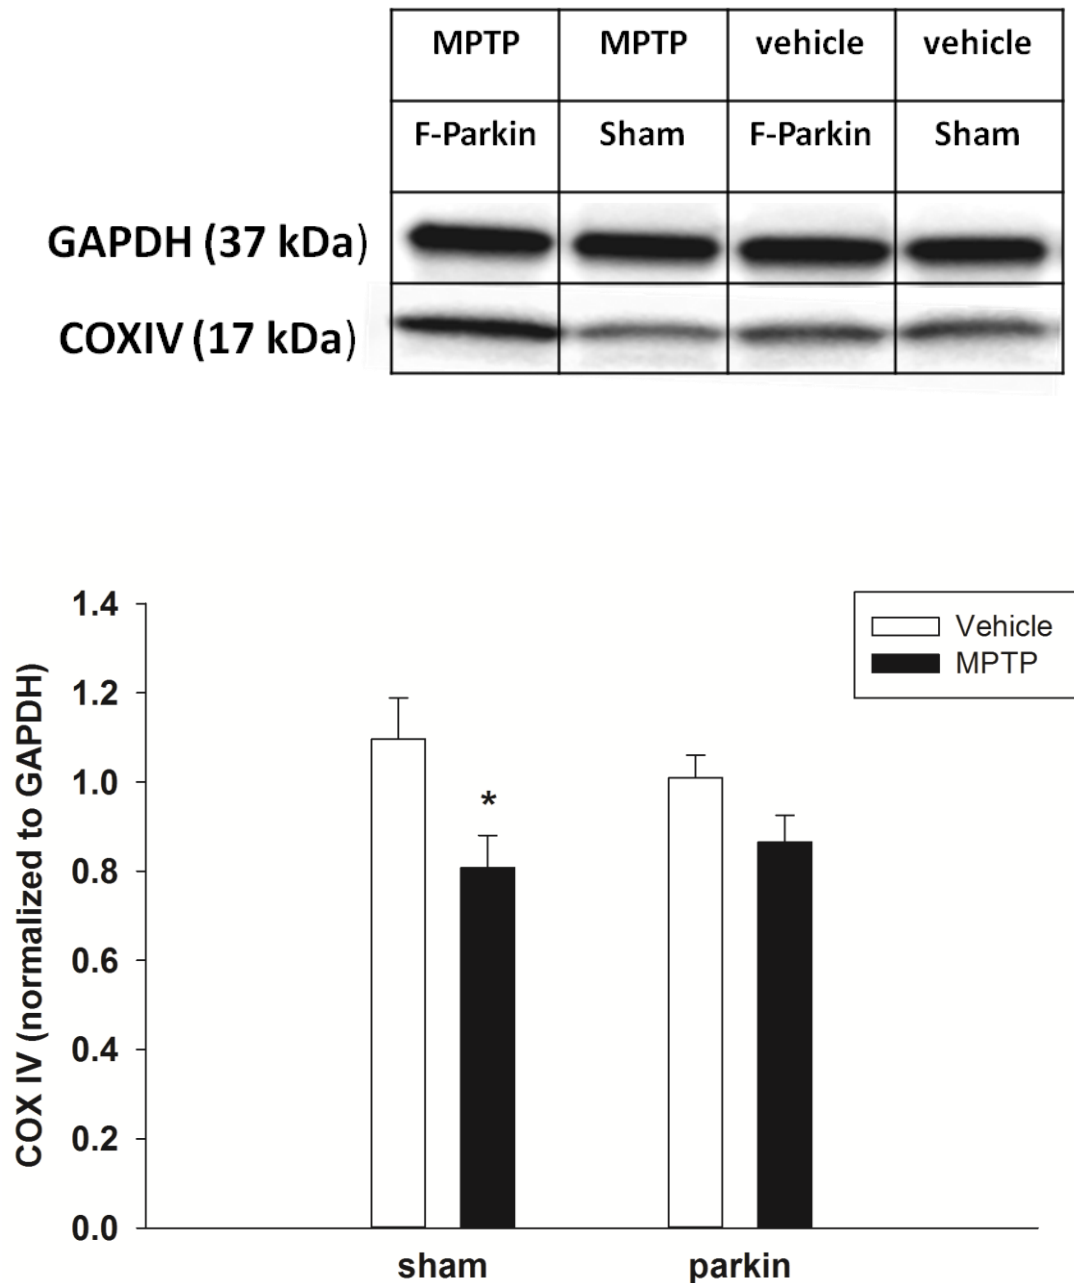 MPTP MPTP vehicle vehicle
F-Parkin Sham F-Parkin Sham
GAPDH (37 kDa)
COXIV (17 kDa)
1.4
1.2
1.0
0.8
0.6
0.4
0.2
0.0
COX IV (normalized to GAPDH)
Vehicle
MPTP
*
sham parkin